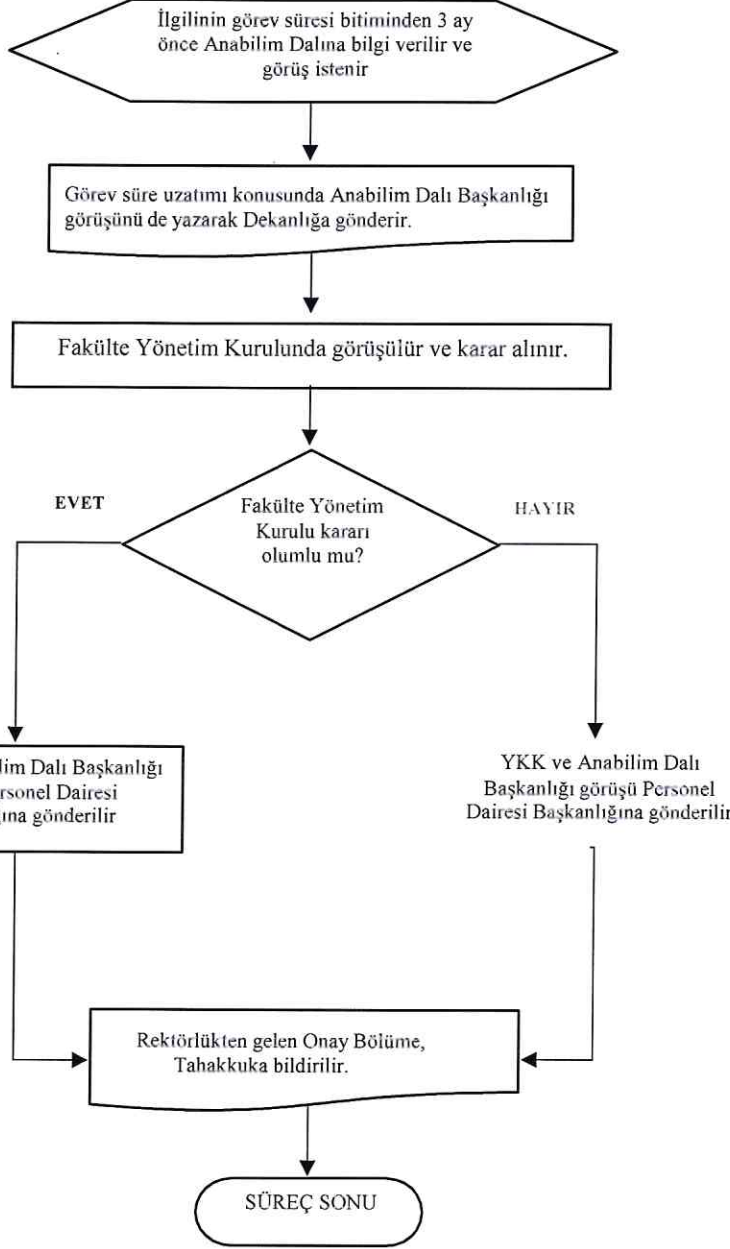 İlgilinin görev süresi bitiminden 3 ay
önce Anabilim Dalına bilgi verilir ve
görüş istenir
Görev süre uzatımı konusunda Anabilim Dalı Başkanlığı
görüşünü de yazarak Dekanlığa gönderir.
Fakülte Yönetim Kurulunda görüşülür ve karar alınır.
EVET
Fakülte Yönetim
Kurulu kararı
olumlu mu?
HAYIR
Dalı Başkanlığı
Dairesi
gönderilir
YKK ve Anabilim Dalı
Başkanlığı görüşü Personel
Dairesi Başkanlığına gönderilir
Rektörlükten gelen Onay Bölüme,
Tahakkuka bildirilir.
SÜREÇ SONU